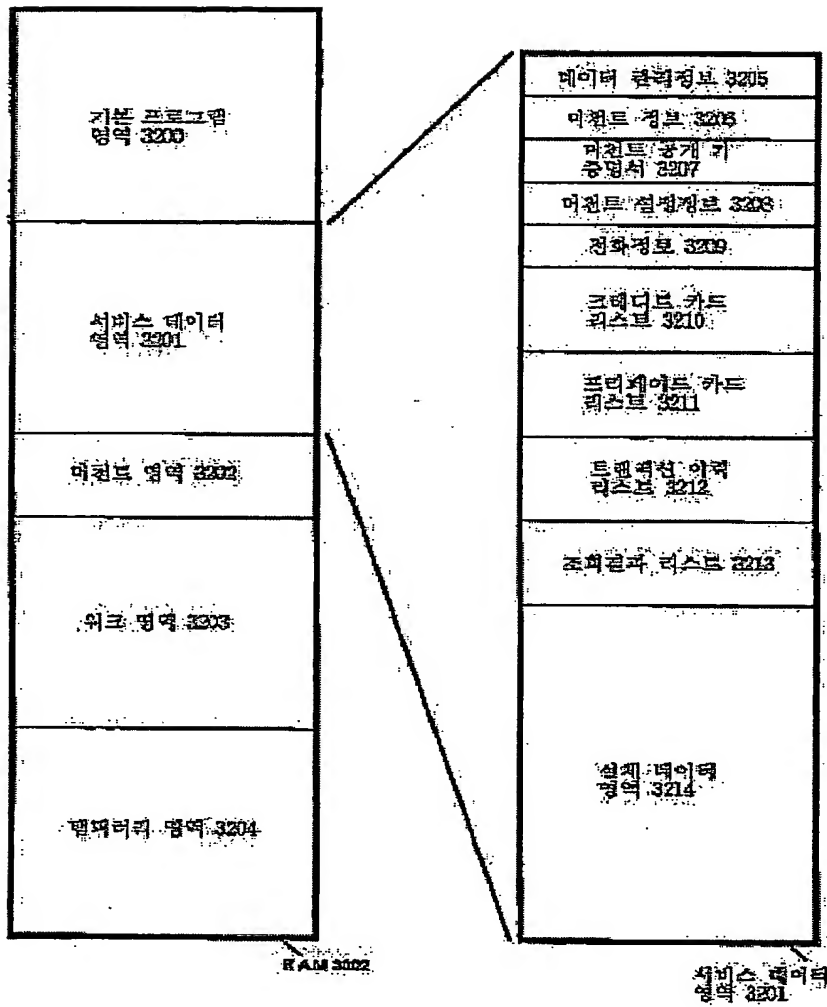 기본 프로그램
영역 3200
서비스 데이터
영역 3201
머천트 영역 3202
워크 영역 3203
템퍼러리 영역 3204
RAM 3002
데이터 관리정보 3205
머천트 정보 3206
머천트 공개 키
증명서 3207
머천트 설정정보 3208
전화정보 3209
크레디트 카드
리스트 3210
프리페이드 카드
리스트 3211
트랜잭션 이력
리스트 3212
조회결과 리스트 3213
실제 데이터
영역 3214
서비스 데이터
영역 3201